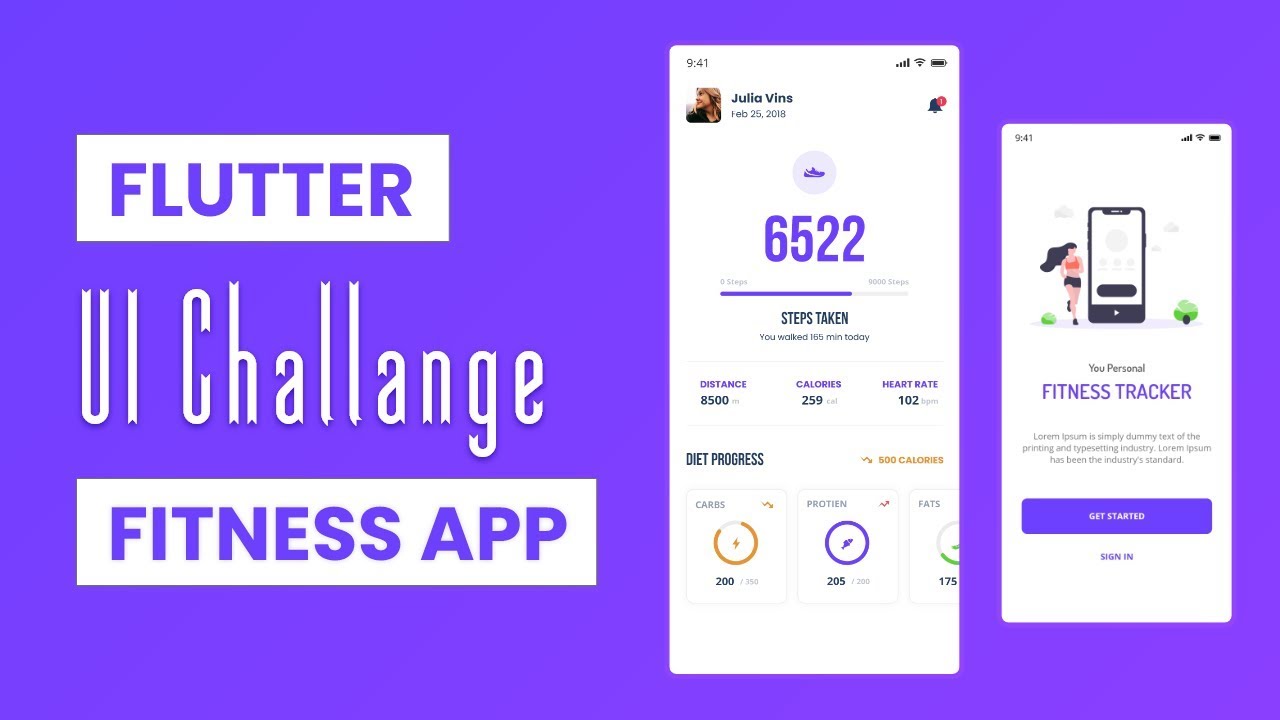 FLUTTER
UI Challange
FITNESS APP
9:41
Julia Vins
Feb 25, 2018
1
6522
0 Steps
9000 Steps
STEPS TAKEN
You walked 165 min today
DISTANCE
CALORIES
HEART RATE
8500 m
259 cal
102 bpm
DIET PROGRESS
500 CALORIES
CARBS
PROTIEN
FATS
200 / 350
205 / 200
175
9:41
You Personal
FITNESS TRACKER
Lorem Ipsum is simply dummy text of the
printing and typesetting industry. Lorem Ipsum
has been the industry's standard.
GET STARTED
SIGN IN